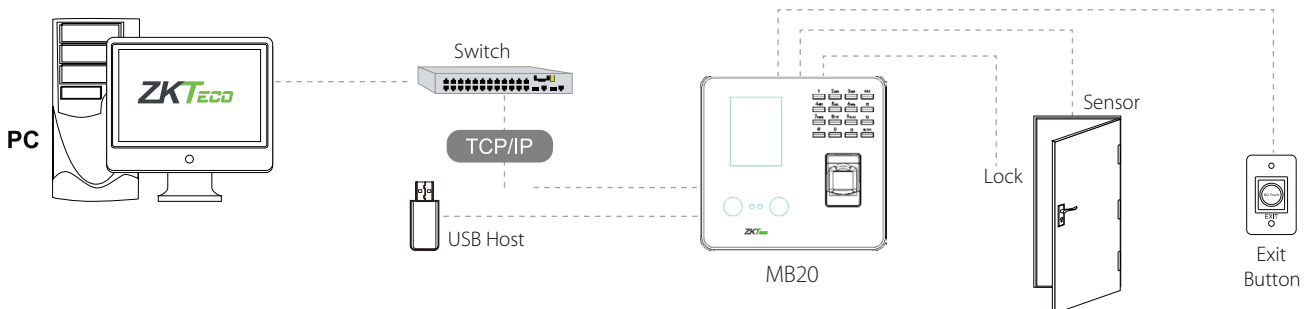 ZKTECO
PC
Switch
TCP/IP
USB Host
ZKTECO
MB20
Lock
Sensor
EXIT
Exit
Button